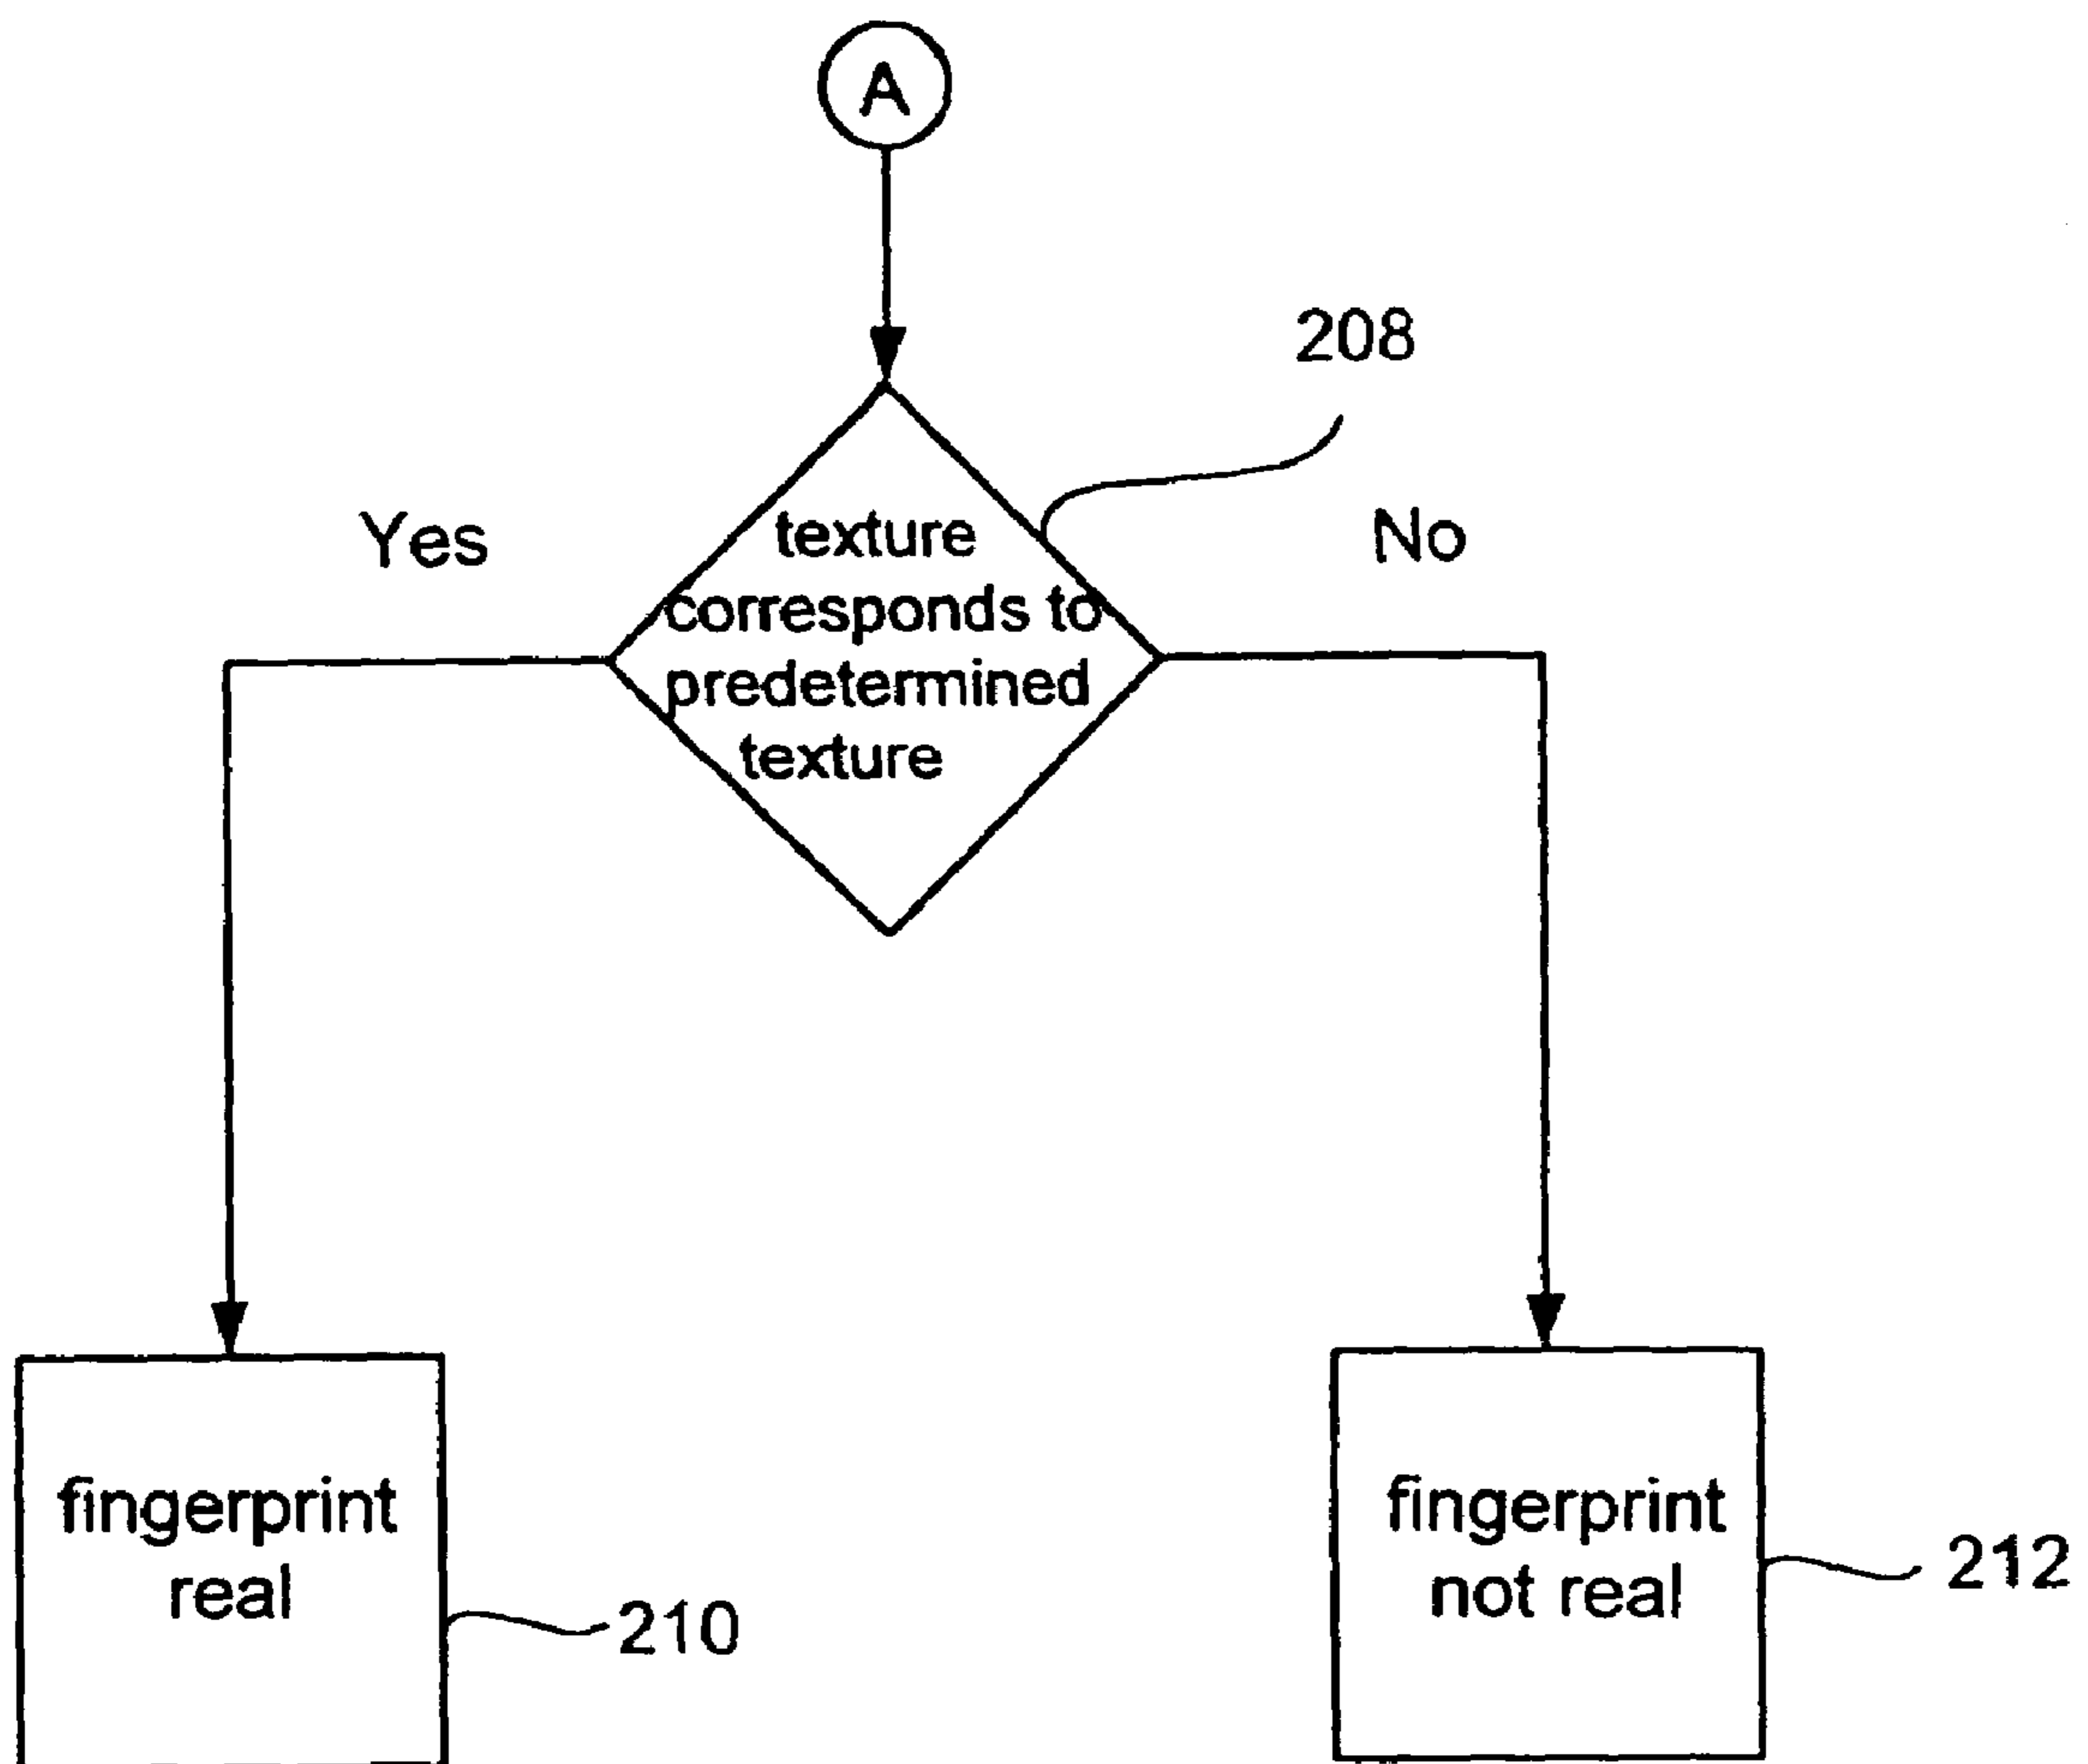 A
208
Yes
No
texture
corresponds to
predetermined
texture
fingerprint
real
210
fingerprint
not real
212